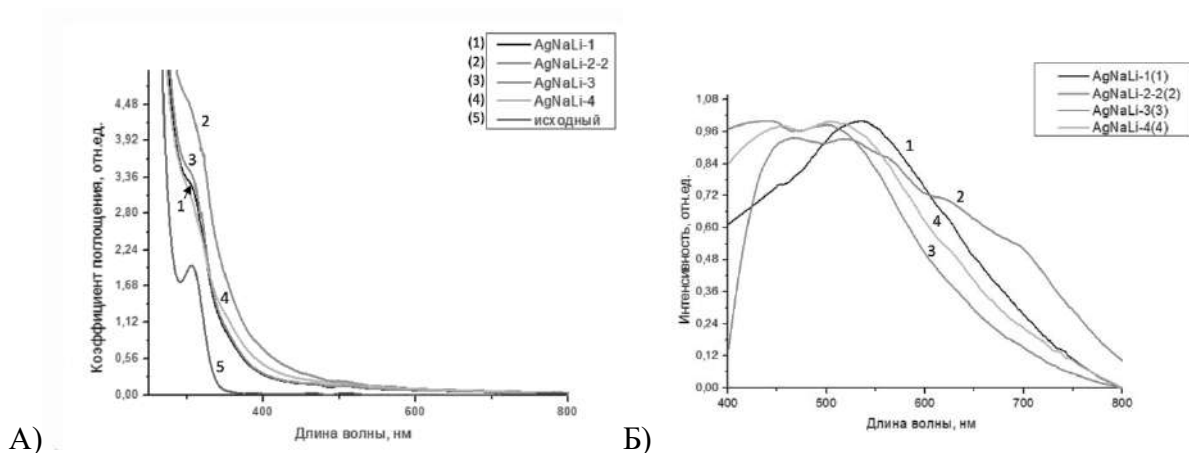 (1) AgNaLi-1
(2) AgNaLi-2-2
(3) AgNaLi-3
(4) AgNaLi-4
(5) исходный
Коэффициент поглощения, отн.ед.
4,48
3,92
3,36
2,80
2,24
1,68
1,12
0,56
0,00
2
3
1
4
5
400
600
800
Длина волны, нм
А)
AgNaLi-1(1)
AgNaLi-2-2(2)
AgNaLi-3(3)
AgNaLi-4(4)
Интенсивность, отн.ед.
1,08
0,96
0,84
0,72
0,60
0,48
0,36
0,24
0,12
0,00
1
2
4
3
400
500
600
700
800
Длина волны, нм
Б)